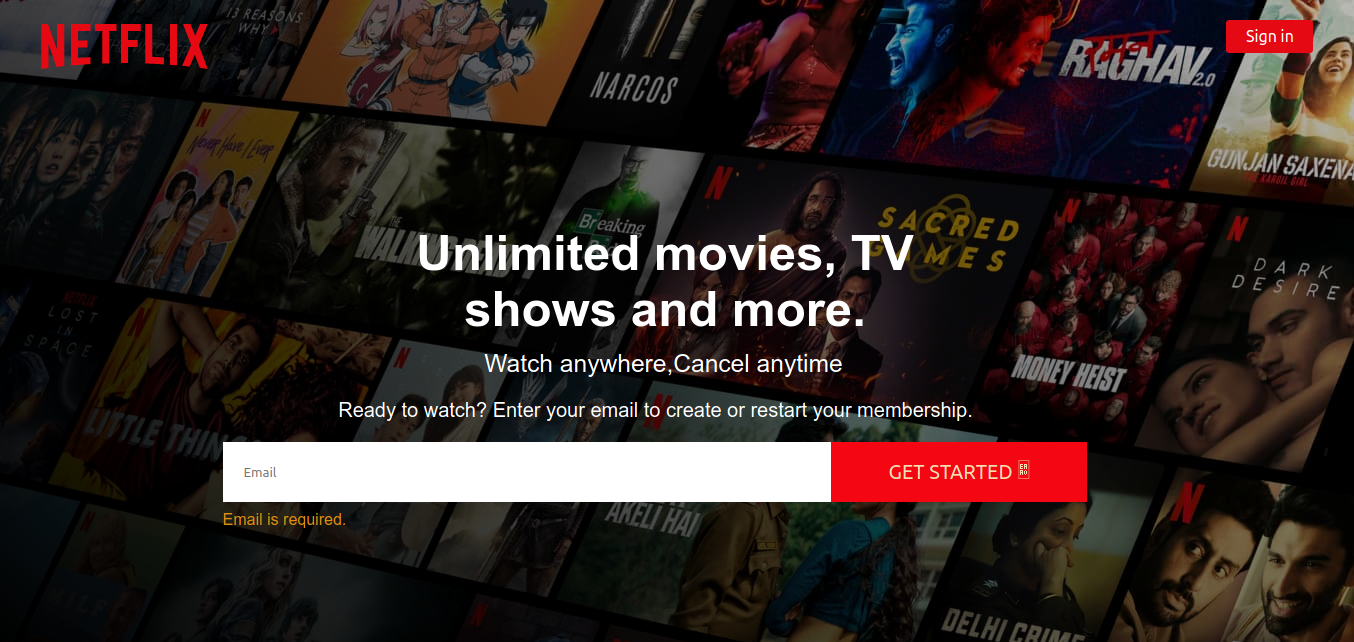 13 REASONS
WHY
NETFLIX
Sign in
NARCOS
RAGHAV 2.0
GUNJAN SAXENA
THE KARGIL GIRL
N
Never Have I Ever
THE
WALKING
Breaking
N
SACRED
GAMES
N
N
DARK
DESIRE
Unlimited movies, TV
shows and more.
NETFLIX
LOST
IN
SPACE
N
N
MONEY HEIST
Watch anywhere,Cancel anytime
Ready to watch? Enter your email to create or restart your membership.
LITTLE THINGS
N
Email
GET STARTED
Email is required.
AKELI HAI
N
N
DELHI CRIME